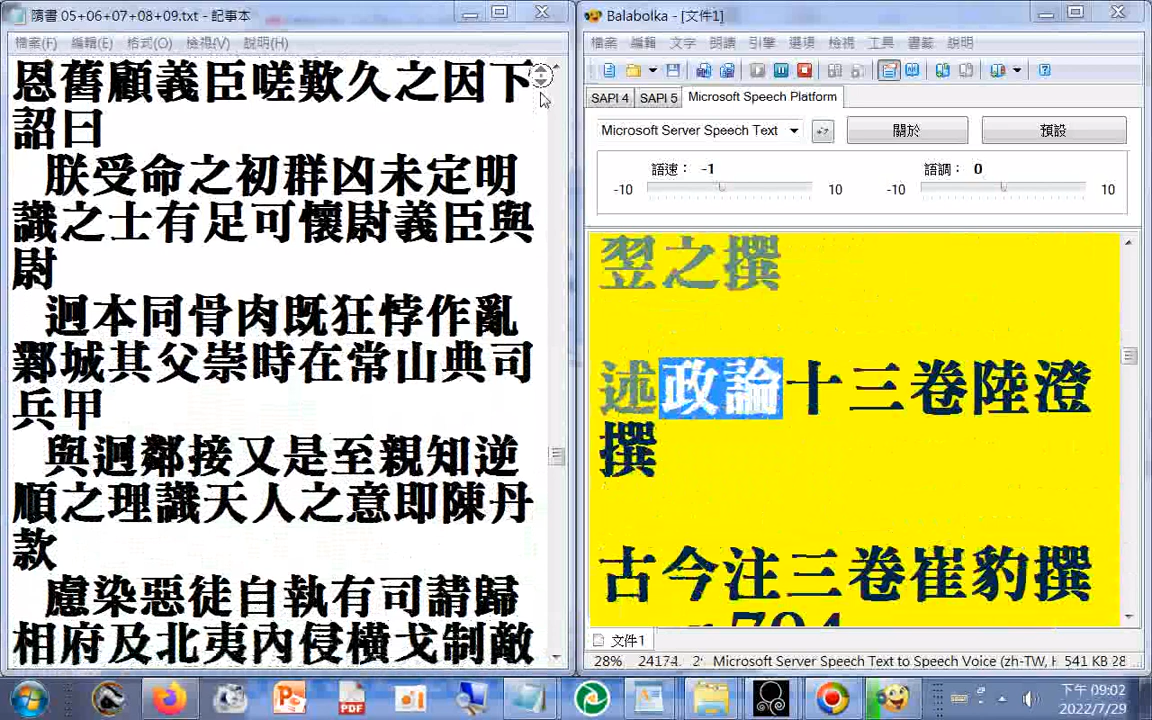 隋書 05+06+07+08+09.txt - 記事本
檔案(F) 編輯(E) 格式(O) 檢視(V) 說明(H)
恩舊顧義臣嗟歎久之因下
詔曰
朕受命之初群凶未定明
識之士有足可懷尉義臣與
尉
迥本同骨肉既狂悖作亂
鄴城其父崇時在常山典司
兵甲
與迥鄰接又是至親知逆
順之理識天人之意即陳丹
款
慮染惡徒自執有司請歸
相府及北夷內侵橫戈制敵
Balabolka - [文件1]
檔案 編輯 文字 朗讀 引擎 選項 檢視 工具 書籤 說明
SAPI 4 SAPI 5 Microsoft Speech Platform
Microsoft Server Speech Text 關於 預設
語速: -1 語調: 0
-10 10 -10 10
翌之撰
述政論十三卷陸澄
撰
古今注三卷崔豹撰
文件1
28% 24174 Microsoft Server Speech Text to Speech Voice (zh-TW, H 541 KB 28
下午 09:02
2022/7/29